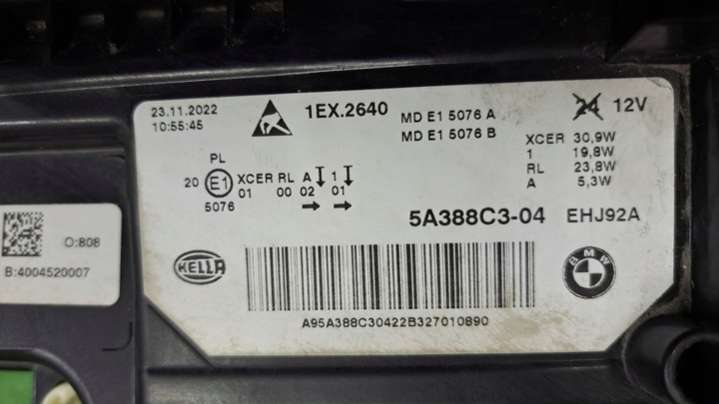 23.11.2022
10:55:45
1EX.2640
MD E1 5076 A
MD E1 5076 B
24 12V
XCER 30,9W
1 19,8W
RL 23,8W
A 5,3W
PL
20 E1 XCER RL A 1
01 00 02 01
5076
5A388C3-04 EHJ92A
O:808
B:4004520007
HELLA
BMW
A95A388C30422B327010890